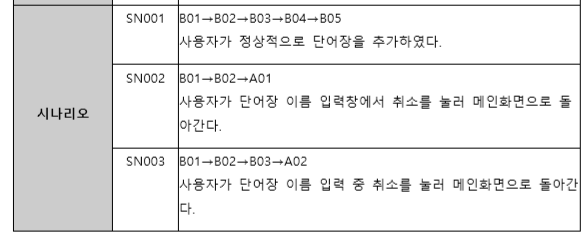 SN001 B01→B02→B03→B04→B05
사용자가 정상적으로 단어장을 추가하였다.
시나리오
SN002 B01→B02→A01
사용자가 단어장 이름 입력창에서 취소를 눌러 메인화면으로 돌
아간다.
SN003 B01→B02→B03→A02
사용자가 단어장 이름 입력 중 취소를 눌러 메인화면으로 돌아간
다.